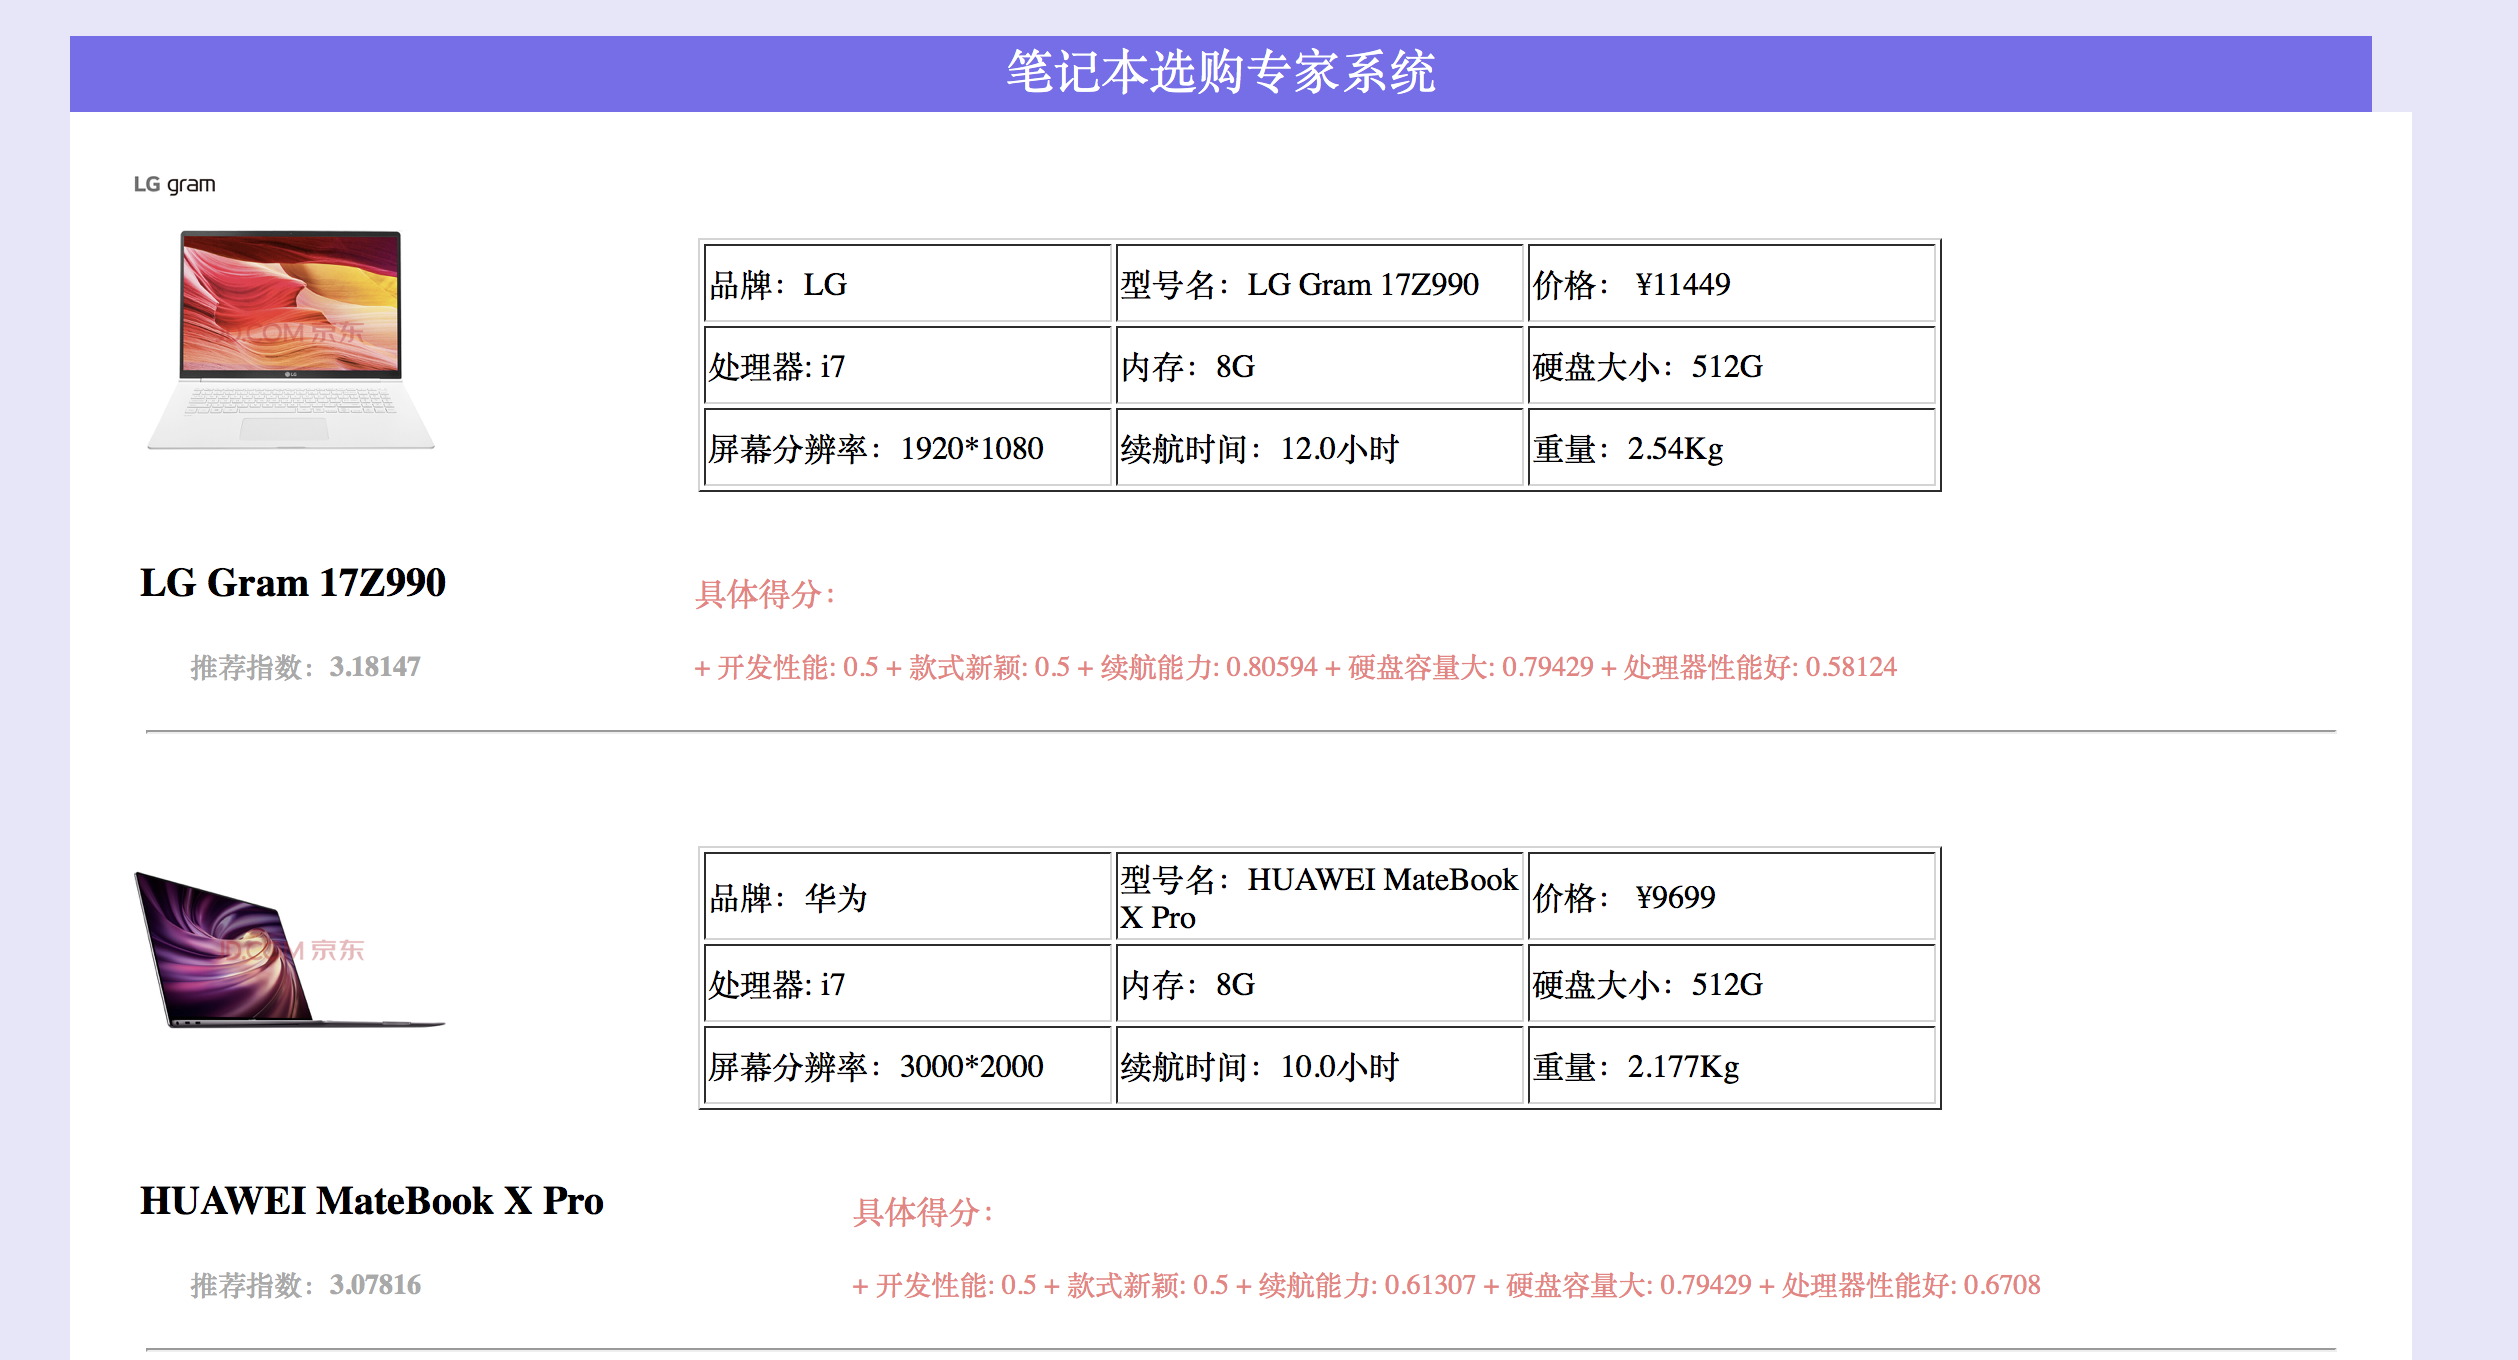 笔记本选购专家系统
LG gram
JD.COM 京东
品牌：LG
型号名：LG Gram 17Z990
价格： ¥11449
处理器: i7
内存：8G
硬盘大小：512G
屏幕分辨率：1920*1080
续航时间：12.0小时
重量：2.54Kg
LG Gram 17Z990
具体得分：
推荐指数：3.18147
+ 开发性能: 0.5 + 款式新颖: 0.5 + 续航能力: 0.80594 + 硬盘容量大: 0.79429 + 处理器性能好: 0.58124
JD.COM 京东
品牌：华为
型号名：HUAWEI MateBook
X Pro
价格： ¥9699
处理器: i7
内存：8G
硬盘大小：512G
屏幕分辨率：3000*2000
续航时间：10.0小时
重量：2.177Kg
HUAWEI MateBook X Pro
具体得分：
推荐指数：3.07816
+ 开发性能: 0.5 + 款式新颖: 0.5 + 续航能力: 0.61307 + 硬盘容量大: 0.79429 + 处理器性能好: 0.6708